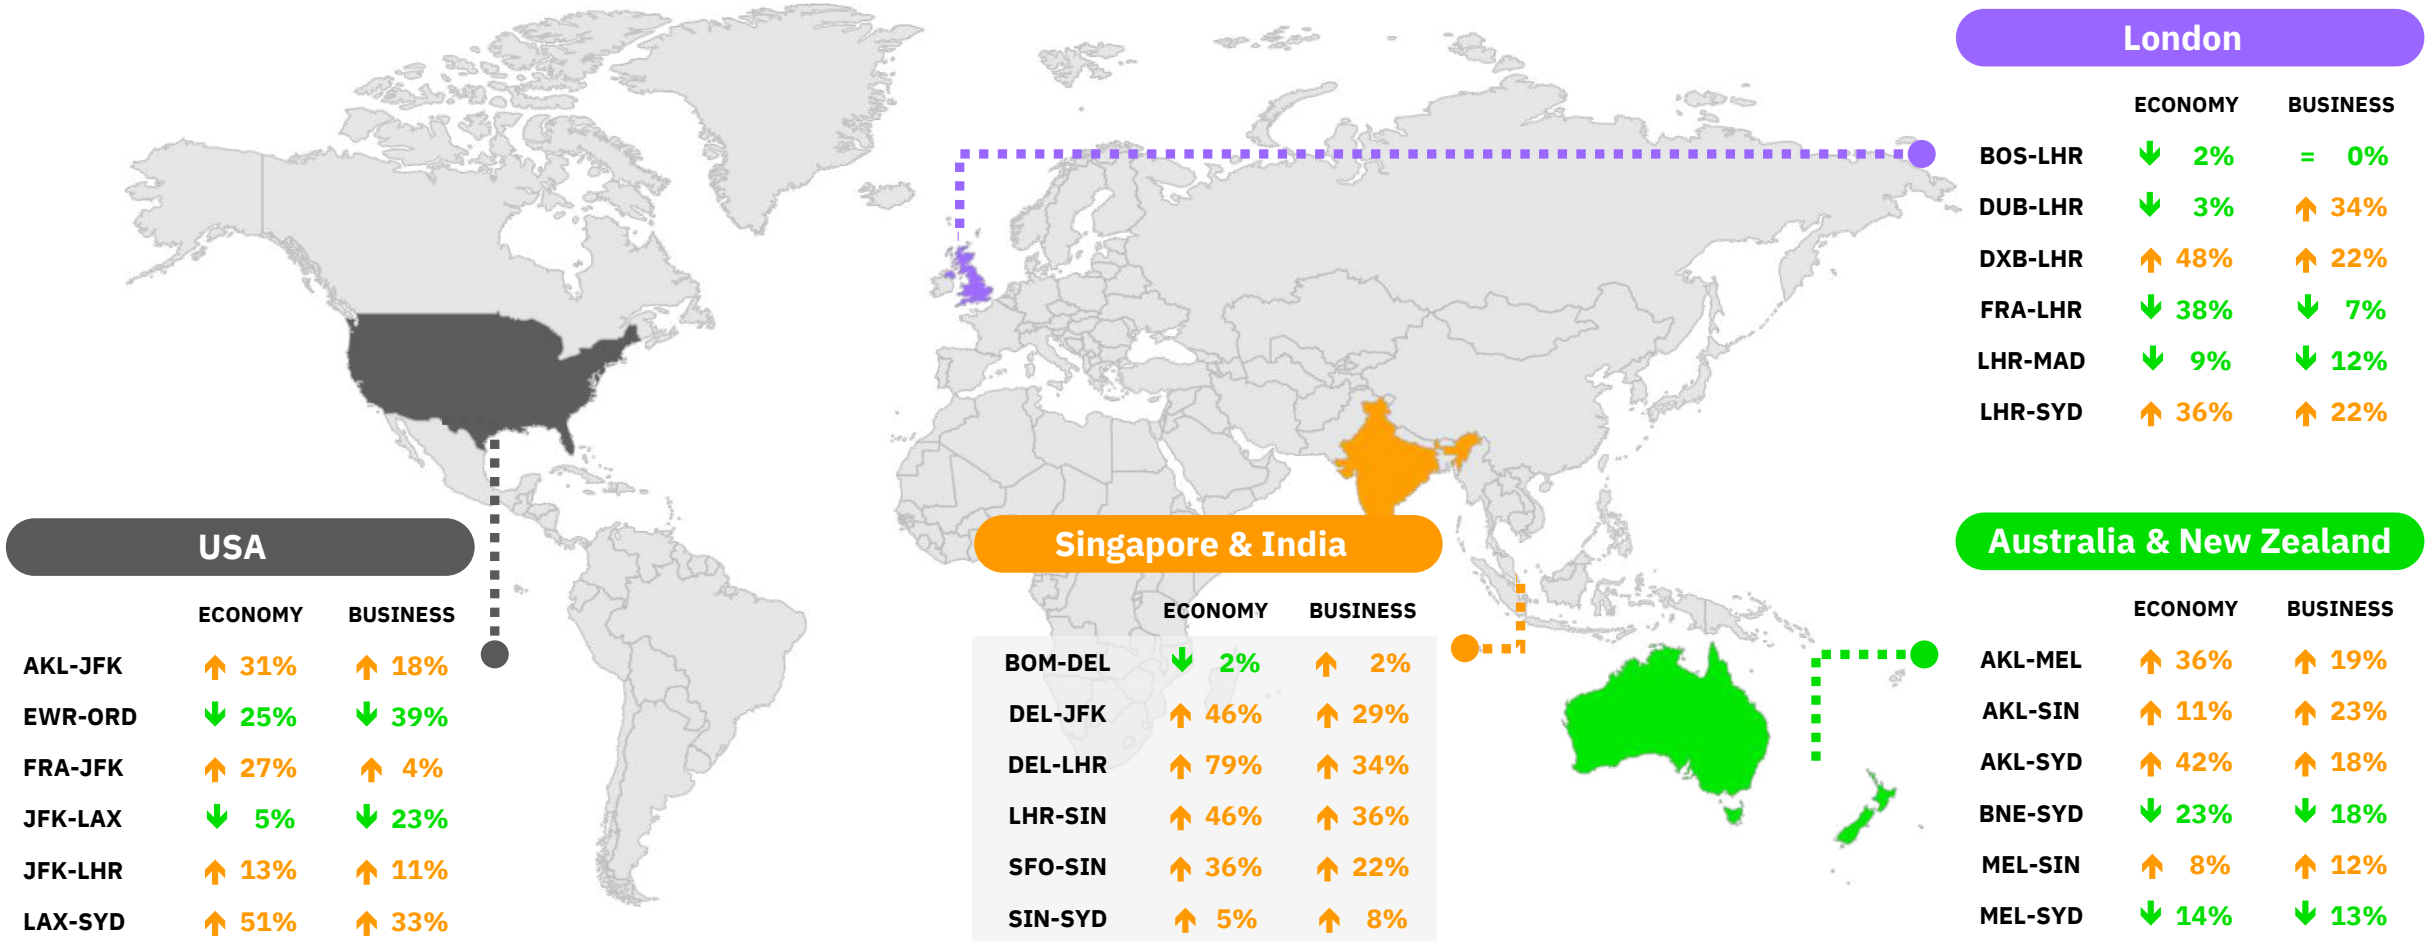 London
ECONOMY BUSINESS
BOS-LHR 2% = 0%
DUB-LHR 3% 34%
DXB-LHR 48% 22%
FRA-LHR 38% 7%
LHR-MAD 9% 12%
LHR-SYD 36% 22%
USA
ECONOMY BUSINESS
AKL-JFK 31% 18%
EWR-ORD 25% 39%
FRA-JFK 27% 4%
JFK-LAX 5% 23%
JFK-LHR 13% 11%
LAX-SYD 51% 33%
Singapore & India
ECONOMY BUSINESS
BOM-DEL 2% 2%
DEL-JFK 46% 29%
DEL-LHR 79% 34%
LHR-SIN 46% 36%
SFO-SIN 36% 22%
SIN-SYD 5% 8%
Australia & New Zealand
ECONOMY BUSINESS
AKL-MEL 36% 19%
AKL-SIN 11% 23%
AKL-SYD 42% 18%
BNE-SYD 23% 18%
MEL-SIN 8% 12%
MEL-SYD 14% 13%